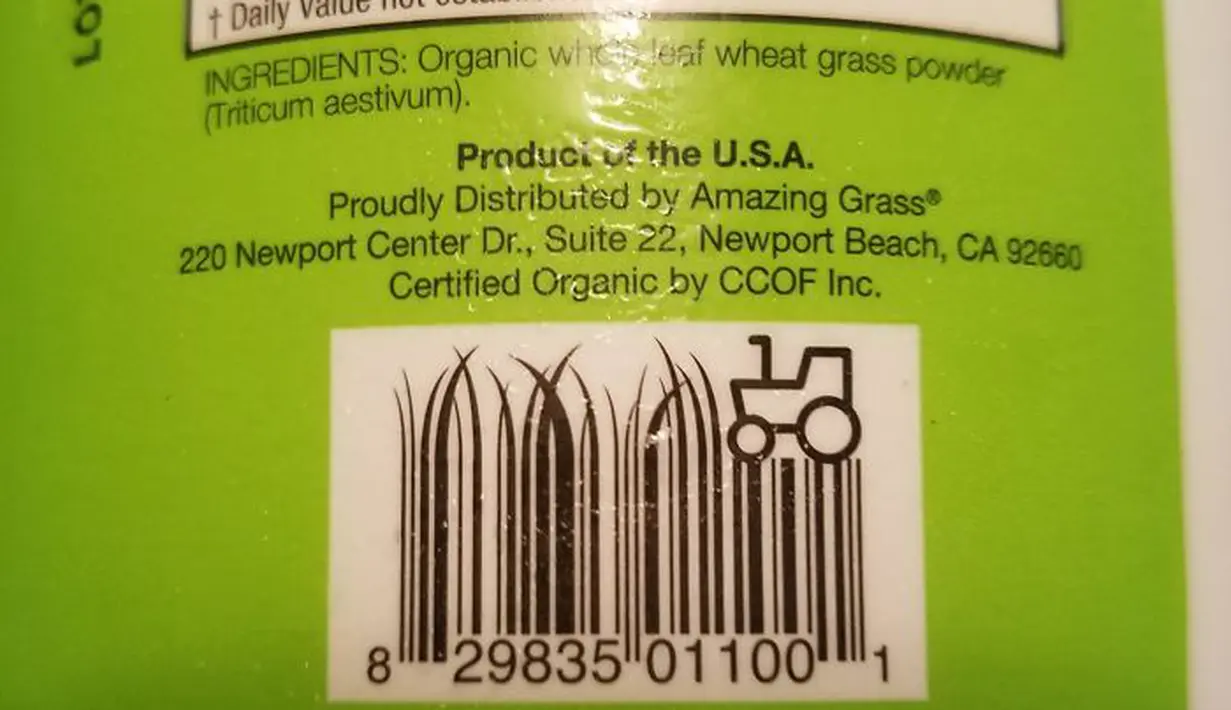 LO
† Daily Value not
INGREDIENTS: Organic whole leaf wheat grass powder
(Triticum aestivum).
Product of the U.S.A.
Proudly Distributed by Amazing Grass®
220 Newport Center Dr., Suite 22, Newport Beach, CA 92660
Certified Organic by CCOF Inc.
8 29835 01100 1